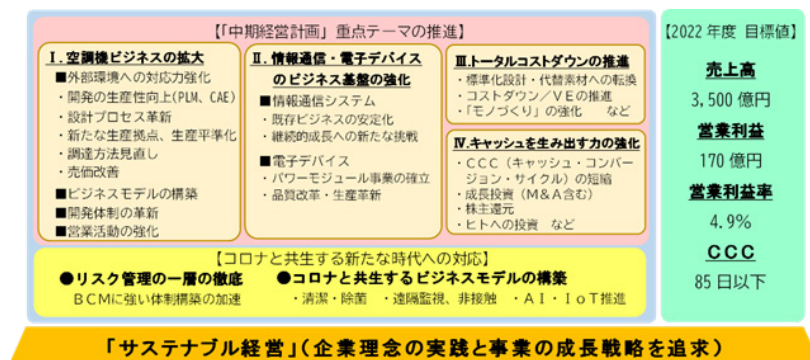 【「中期経営計画」重点テーマの推進】
Ⅰ.空調機ビジネスの拡大
■外部環境への対応力強化
・開発の生産性向上(PLM、CAE)
・設計プロセス革新
・新たな生産拠点、生産平準化
・調達方法見直し
・売価改善
■ビジネスモデルの構築
■開発体制の革新
■営業活動の強化
Ⅱ.情報通信・電子デバイス
のビジネス基盤の強化
■情報通信システム
・既存ビジネスの安定化
・継続的成長への新たな挑戦
■電子デバイス
・パワーモジュール事業の確立
・品質改革・生産革新
Ⅲ.トータルコストダウンの推進
・標準化設計・代替素材への転換
・コストダウン/VEの推進
・「モノづくり」の強化 など
Ⅳ.キャッシュを生み出す力の強化
・CCC(キャッシュ・コンバー
ジョン・サイクル)の短縮
・成長投資(M&A含む)
・株主還元
・ヒトへの投資 など
【コロナと共生する新たな時代への対応】
●リスク管理の一層の徹底
BCMに強い体制構築の加速
●コロナと共生するビジネスモデルの構築
・清潔・除菌 ・遠隔監視、非接触 ・AI・IoT推進
【2022年度 目標値】
売上高
3,500億円
営業利益
170億円
営業利益率
4.9%
CCC
85日以下
「サステナブル経営」(企業理念の実践と事業の成長戦略を追求)